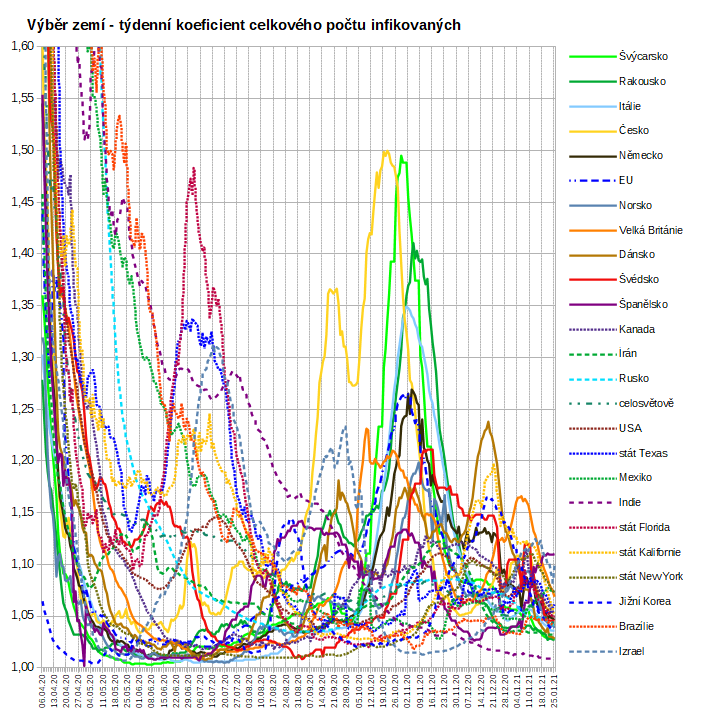 Výběr zemí - týdenní koeficient celkového počtu infikovaných
1,60
1,55
1,50
1,45
1,40
1,35
1,30
1,25
1,20
1,15
1,10
1,05
1,00
Švýcarsko
Rakousko
Itálie
Česko
Německo
EU
Norsko
Velká Británie
Dánsko
Švédsko
Španělsko
Kanada
Írán
Rusko
celosvětově
USA
stát Texas
Mexiko
Indie
stát Florida
stát Kalifornie
stát New York
Jižní Korea
Brazílie
Izrael
06.04.20
13.04.20
20.04.20
27.04.20
04.05.20
11.05.20
18.05.20
25.05.20
01.06.20
08.06.20
15.06.20
22.06.20
29.06.20
06.07.20
13.07.20
20.07.20
27.07.20
03.08.20
10.08.20
17.08.20
24.08.20
31.08.20
07.09.20
14.09.20
21.09.20
28.09.20
05.10.20
12.10.20
19.10.20
26.10.20
02.11.20
09.11.20
16.11.20
23.11.20
30.11.20
07.12.20
14.12.20
21.12.20
28.12.20
04.01.21
11.01.21
18.01.21
25.01.21